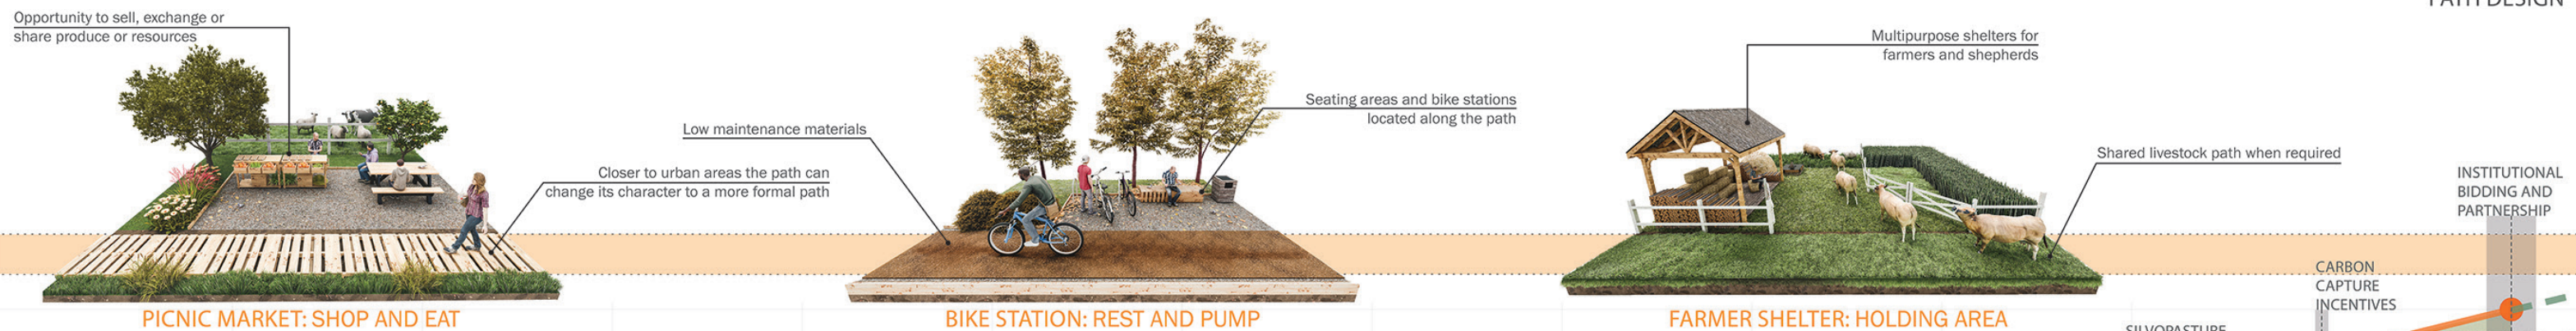 PATH DESIGN
Opportunity to sell, exchange or
share produce or resources
Low maintenance materials
Closer to urban areas the path can
change its character to a more formal path
Seating areas and bike stations
located along the path
Multipurpose shelters for
farmers and shepherds
Shared livestock path when required
INSTITUTIONAL
BIDDING AND
PARTNERSHIP
CARBON
CAPTURE
INCENTIVES
PICNIC MARKET: SHOP AND EAT
BIKE STATION: REST AND PUMP
FARMER SHELTER: HOLDING AREA
SILVOPASTURE